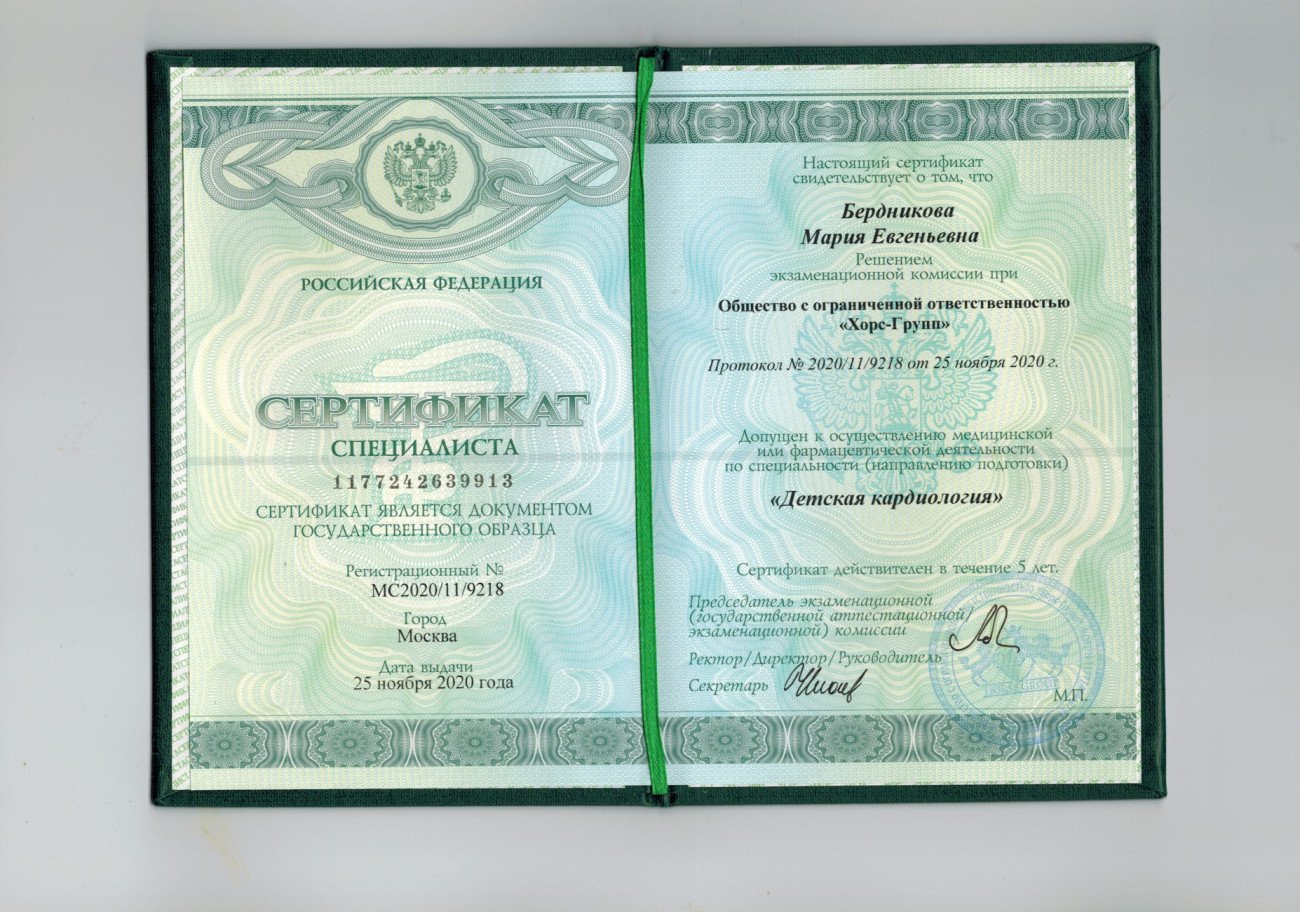 РОССИЙСКАЯ ФЕДЕРАЦИЯ
СЕРТИФИКАТ
СПЕЦИАЛИСТА
1177242639913
СЕРТИФИКАТ ЯВЛЯЕТСЯ ДОКУМЕНТОМ
ГОСУДАРСТВЕННОГО ОБРАЗЦА
Регистрационный №
МС2020/11/9218
Город
Москва
Дата выдачи
25 ноября 2020 года
Настоящий сертификат
свидетельствует о том, что
Бердникова
Мария Евгеньевна
Решением
экзаменационной комиссии при
Общество с ограниченной ответственностью
«Хорс-Групп»
Протокол № 2020/11/9218 от 25 ноября 2020 г.
Допущен к осуществлению медицинской
или фармацевтической деятельности
по специальности (направлению подготовки)
«Детская кардиология»
Сертификат действителен в течение 5 лет.
Председатель экзаменационной
(государственной аттестационной/
экзаменационной) комиссии
Ректор/Директор/Руководитель
Секретарь
М.П.